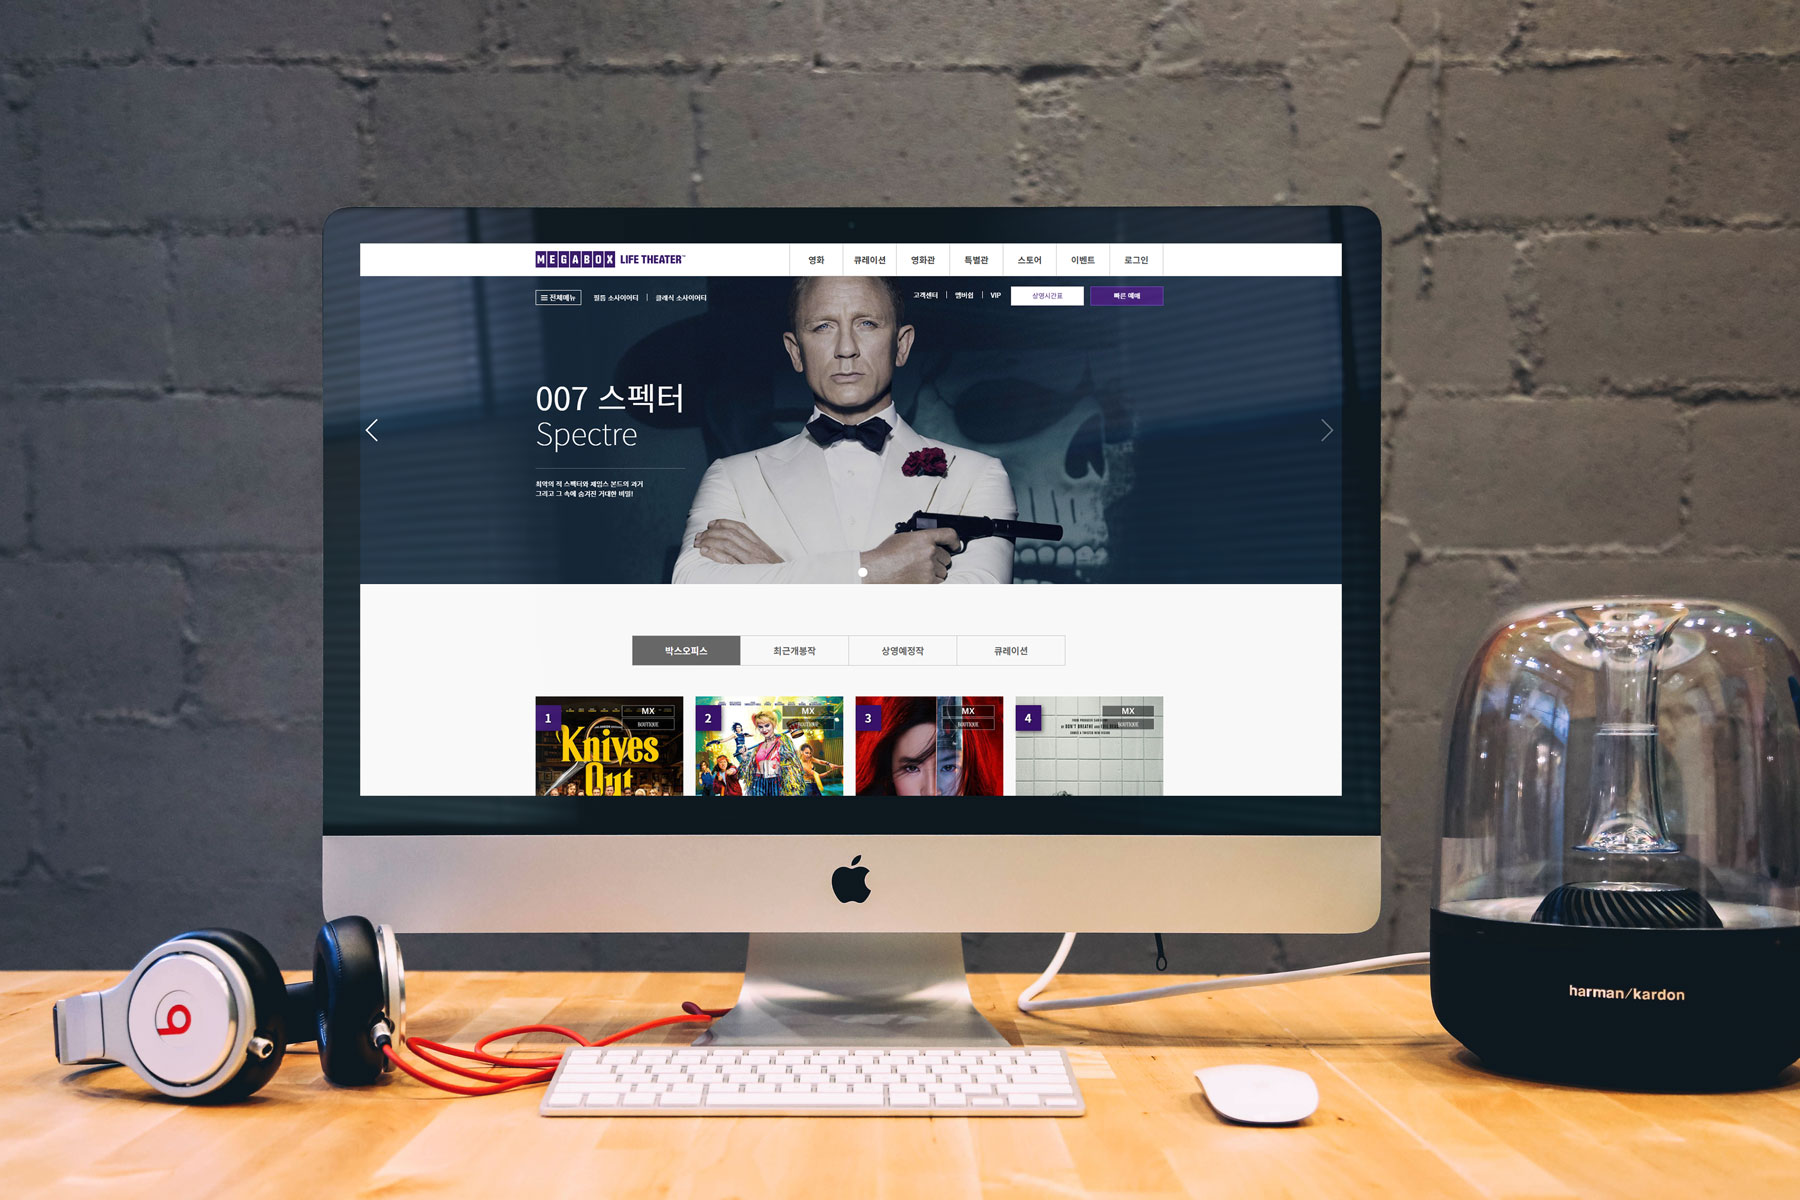 MEGABOX LIFE THEATER™
영화 큐레이션 영화관 특별관 스토어 이벤트 로그인
전체메뉴 필름 소사이어티 클래식 소사이어티
고객센터 멤버쉽 VIP 상영시간표 빠른 예매
007 스펙터
Spectre
최악의 적 스펙터와 제임스 본드의 과거
그리고 그 속에 숨겨진 거대한 비밀!
박스오피스 최근개봉작 상영예정작 큐레이션
1
MX
BOUTIQUE
Knives
Out
2
MX
BOUTIQUE
3
MX
BOUTIQUE
4
MX
BOUTIQUE
b
harman/kardon